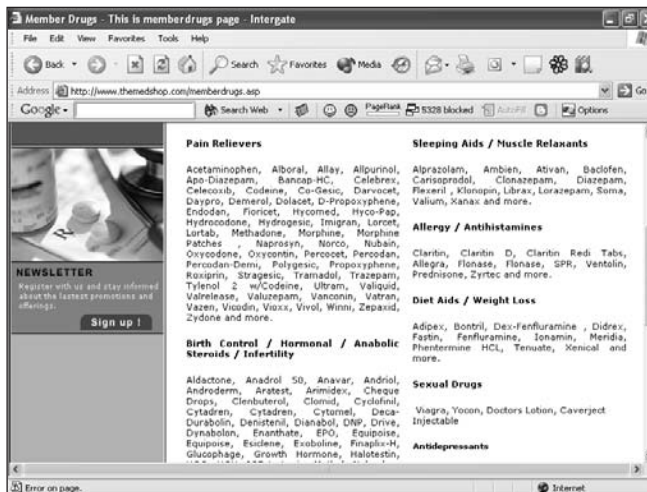 Member Drugs - This is memberdrugs page - Intergate
File Edit View Favorites Tools Help
Back Search Favorites Media
Address http://www.themedshop.com/memberdrugs.asp Go
Google Search Web PageRank 5328 blocked AutoFill Options
NEWSLETTER
Register with us and stay informed
about the lastest promotions and
offerings.
Sign up !
Pain Relievers
Acetaminophen, Alboral, Allay, Allpurinol,
Apo-Diazepam, Bancap-HC, Celebrex,
Celecoxib, Codeine, Co-Gesic, Darvocet,
Daypro, Demerol, Dolacet, D-Propoxyphene,
Endodan, Fioricet, Hycomed, Hyco-Pap,
Hydrocodone, Hydrogesic, Imigran, Lorcet,
Lortab, Methadone, Morphine, Morphine
Patches , Naprosyn, Norco, Nubain,
Oxycodone, Oxycontin, Percocet, Percodan,
Percodan-Demi, Polygesic, Propoxyphene,
Roxiprin, Stragesic, Tramadol, Trazepam,
Tylenol 2 w/Codeine, Ultram, Valiquid,
Valrelease, Valuzepam, Vanconin, Vatran,
Vazen, Vicodin, Vioxx, Vivol, Winni, Zepaxid,
Zydone and more.
Birth Control / Hormonal / Anabolic
Steroids / Infertility
Aldactone, Anadrol 50, Anavar, Andriol,
Androderm, Aratest, Arimidex, Cheque
Drops, Clenbuterol, Clomid, Cyclofinil,
Cytadren, Cytadren, Cytomel, Deca-
Durabolin, Denistenil, Dianabol, DNP, Drive,
Dynabolon, Enanthate, EPO, Equipoise,
Equipoise, Esiclene, Exoboline, Finaplix-H,
Glucophage, Growth Hormone, Halotestin,
Sleeping Aids / Muscle Relaxants
Alprazolam, Ambien, Ativan, Baclofen,
Carisoprodol, Clonazepam, Diazepam,
Flexeril , Klonopin, Librax, Lorazepam, Soma,
Valium, Xanax and more.
Allergy / Antihistamines
Claritin, Claritin D, Claritin Redi Tabs,
Allegra, Flonase, Flonase, SPR, Ventolin,
Prednisone, Zyrtec and more.
Diet Aids / Weight Loss
Adipex, Bontril, Dex-Fenfluramine , Didrex,
Fastin, Fenfluramine, Ionamin, Meridia,
Phentermine HCL, Tenuate, Xenical and
more.
Sexual Drugs
Viagra, Yocon, Doctors Lotion, Caverject
Injectable
Antidepressants
Error on page. Internet